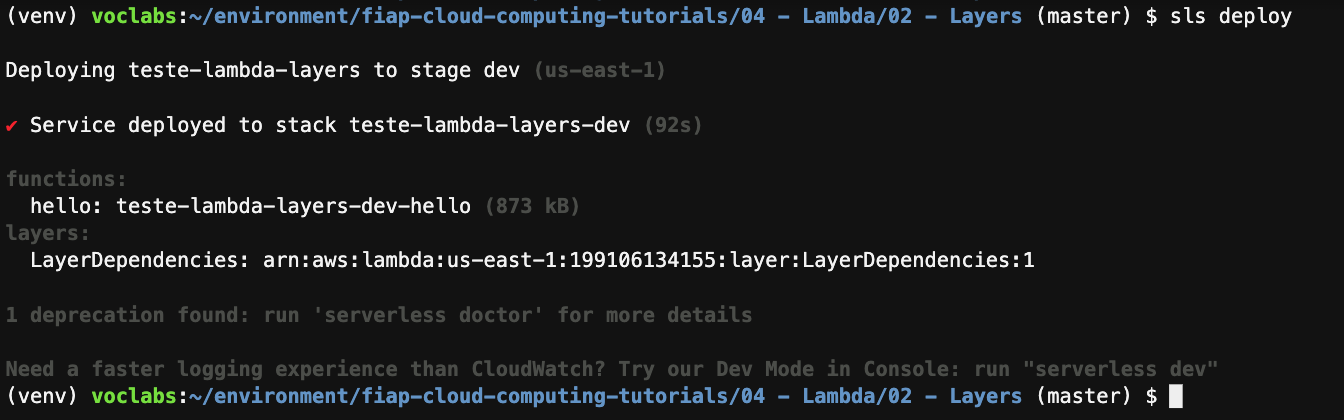 (venv) voclabs:~/environment/fiap-cloud-computing-tutorials/04 - Lambda/02 - Layers (master) $ sls deploy
Deploying teste-lambda-layers to stage dev (us-east-1)
✔ Service deployed to stack teste-lambda-layers-dev (92s)
functions:
hello: teste-lambda-layers-dev-hello (873 kB)
layers:
LayerDependencies: arn:aws:lambda:us-east-1:199106134155:layer:LayerDependencies:1
1 deprecation found: run 'serverless doctor' for more details
Need a faster logging experience than CloudWatch? Try our Dev Mode in Console: run "serverless dev"
(venv) voclabs:~/environment/fiap-cloud-computing-tutorials/04 - Lambda/02 - Layers (master) $